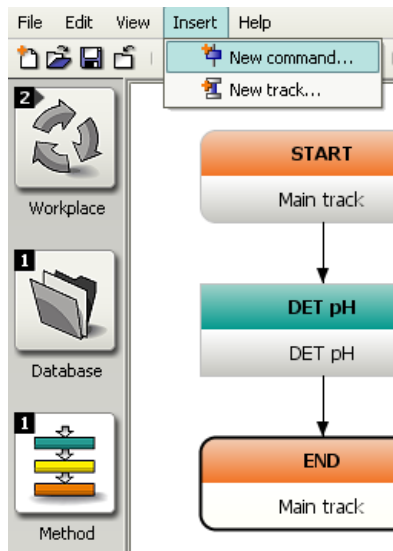 File Edit View Insert Help
New command...
New track...
2
Workplace
1
Database
1
Method
START
Main track
DET pH
DET pH
END
Main track